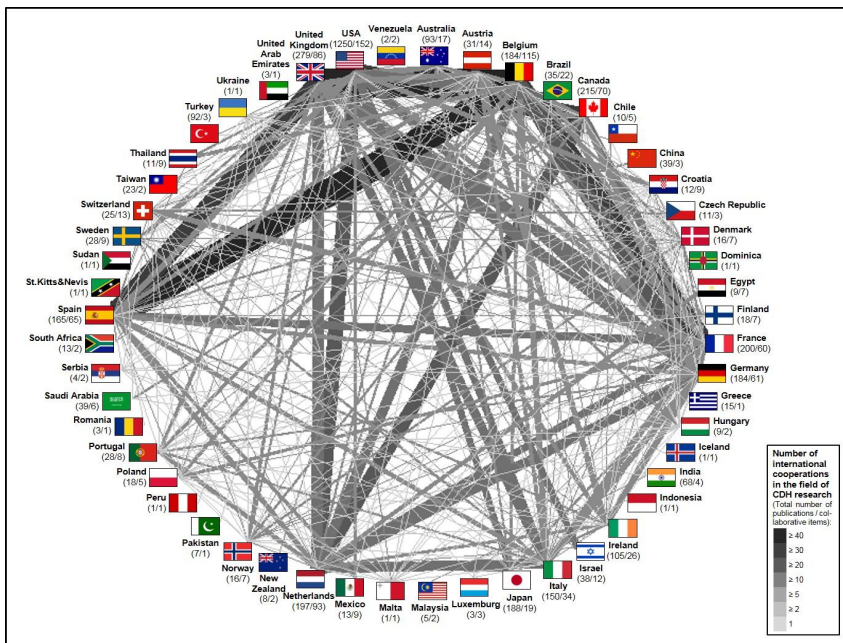 Venezuela
(2/2)
Australia
(93/17)
Austria
(31/14)
Belgium
(184/115)
Brazil
(35/22)
Canada
(215/70)
Chile
(10/5)
China
(39/3)
Croatia
(12/9)
Czech Republic
(11/3)
Denmark
(16/7)
Dominica
(1/1)
Egypt
(9/7)
Finland
(18/7)
France
(200/60)
Germany
(184/61)
Greece
(15/1)
Hungary
(9/2)
Iceland
(1/1)
India
(68/4)
Indonesia
(1/1)
Ireland
(105/26)
Israel
(38/12)
Italy
(150/34)
Japan
(188/19)
Luxemburg
(3/3)
Malaysia
(5/2)
Malta
(1/1)
Mexico
(13/9)
Netherlands
(197/93)
New
Zealand
(8/2)
Norway
(16/7)
Pakistan
(7/1)
Peru
(1/1)
Poland
(18/5)
Portugal
(28/8)
Romania
(3/1)
Saudi Arabia
(39/6)
Serbia
(4/2)
South Africa
(13/2)
Spain
(165/65)
St.Kitts&Nevis
(1/1)
Sudan
(1/1)
Sweden
(28/9)
Switzerland
(25/13)
Taiwan
(23/2)
Thailand
(11/9)
Turkey
(92/3)
Ukraine
(1/1)
United
Arab
Emirates
(3/1)
United
Kingdom
(279/86)
USA
(1250/152)
Number of
international
cooperations
in the field of
CDH research
(Total number of
publications / col-
laborative items):
≥ 40
≥ 30
≥ 20
≥ 10
≥ 5
≥ 2
1